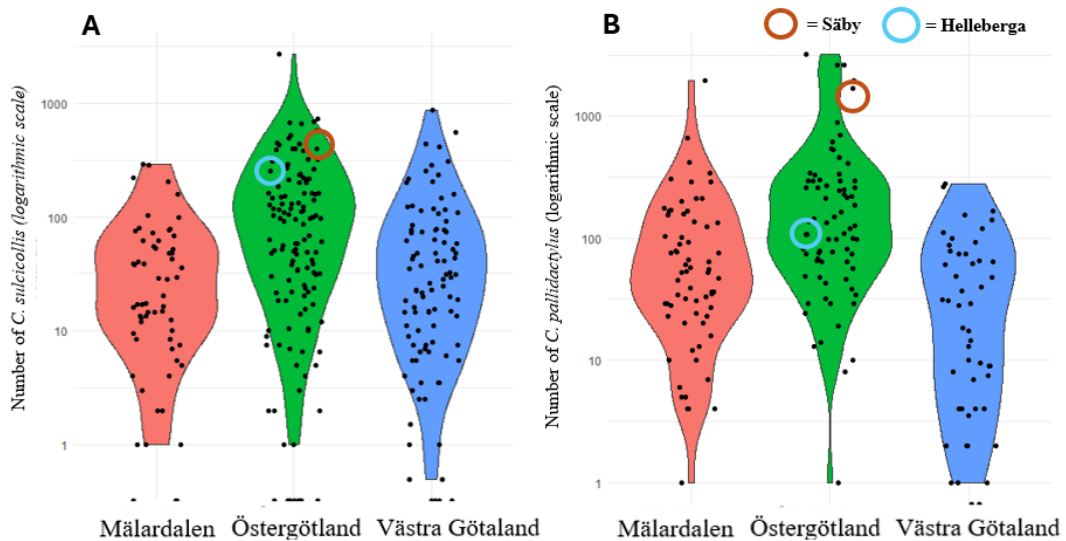 A
B
= Säby
= Helleberga
Number of C. sulcicollis (logarithmic scale)
1000
100
10
1
Mälardalen
Östergötland
Västra Götaland
Number of C. pallidactylus (logarithmic scale)
1000
100
10
1
Mälardalen
Östergötland
Västra Götaland